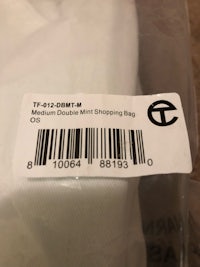 TF-012-DBMT-M
Medium Double Mint Shopping Bag
OS
8 10064 88193 0